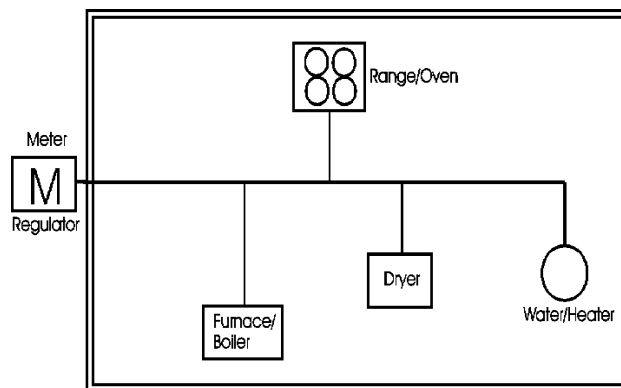 Range/Oven
Meter
M
Regulator
Dryer
Furnace/
Boiler
Water/Heater